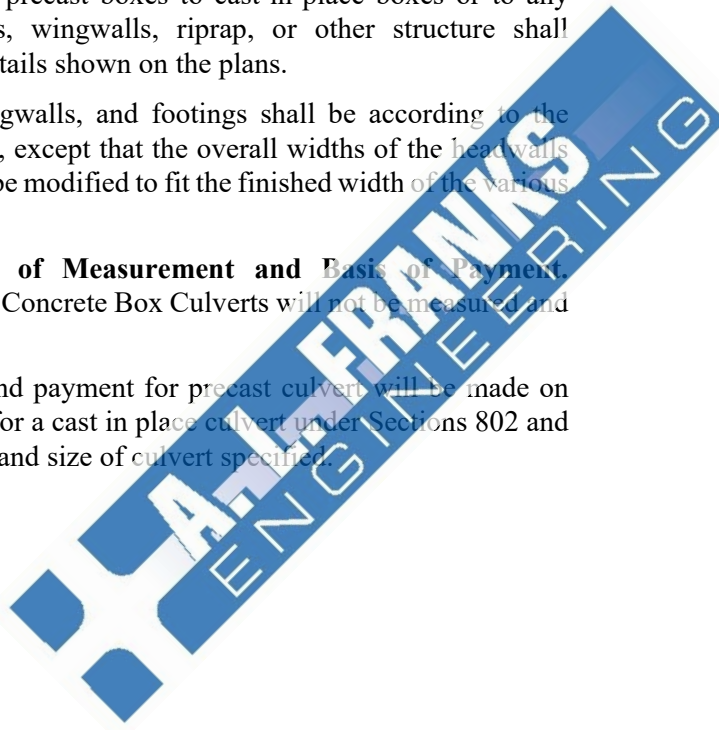 precast boxes to cast in place boxes or to any
s, wingwalls, riprap, or other structure shall
tails shown on the plans.
gwalls, and footings shall be according to the
, except that the overall widths of the headwalls
be modified to fit the finished width of the various
of Measurement and Basis of Payment.
Concrete Box Culverts will not be measured and
nd payment for precast culvert will be made on
for a cast in place culvert under Sections 802 and
and size of culvert specified.
A.L. FRANKS
ENGINEERING